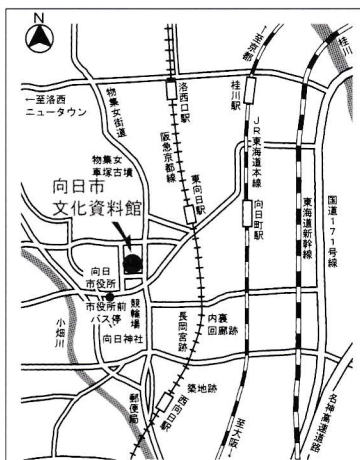 N
←至京都
桂川
←至洛西
ニュータウン
物集女街道
洛西口駅
桂川駅
阪急京都線
JR東海道本線
物集女
車塚古墳
東向日駅
向日市
文化資料館
向日町駅
東海道新幹線
国道171号線
向日
市役所
市役所前
バス停
競輪場
向日神社
小畑川
長岡宮跡
内裏
回廊跡
築地跡
郵便局
西向日駅
至大阪→
名神高速道路